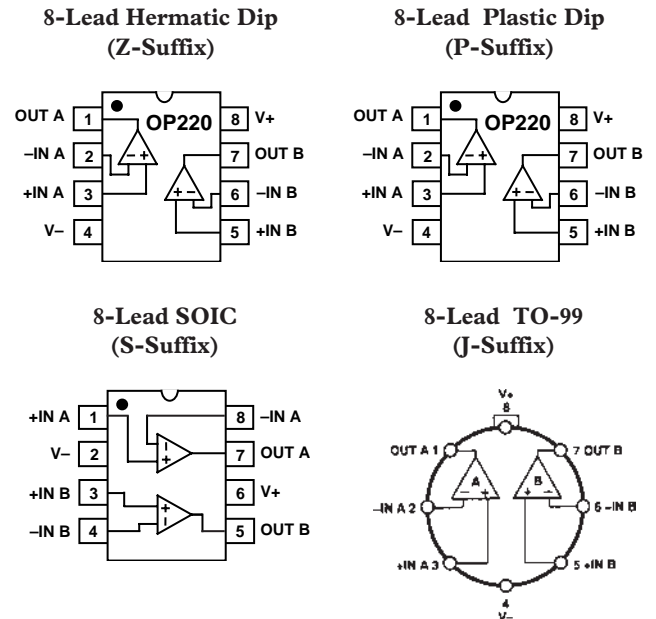 8-Lead Hermatic Dip
(Z-Suffix)
8-Lead Plastic Dip
(P-Suffix)
OUT A 1 OP220 8 V+
–IN A 2 – + 7 OUT B
+IN A 3 + – 6 –IN B
V– 4 5 +IN B
OUT A 1 OP220 8 V+
–IN A 2 – + 7 OUT B
+IN A 3 + – 6 –IN B
V– 4 5 +IN B
8-Lead SOIC
(S-Suffix)
8-Lead TO-99
(J-Suffix)
+IN A 1 8 –IN A
V– 2 – + 7 OUT A
+IN B 3 6 V+
–IN B 4 + – 5 OUT B
V+
8
OUT A 1 7 OUT B
A B
– + + –
–IN A 2 6 –IN B
+IN A 3 5 +IN B
4
V–